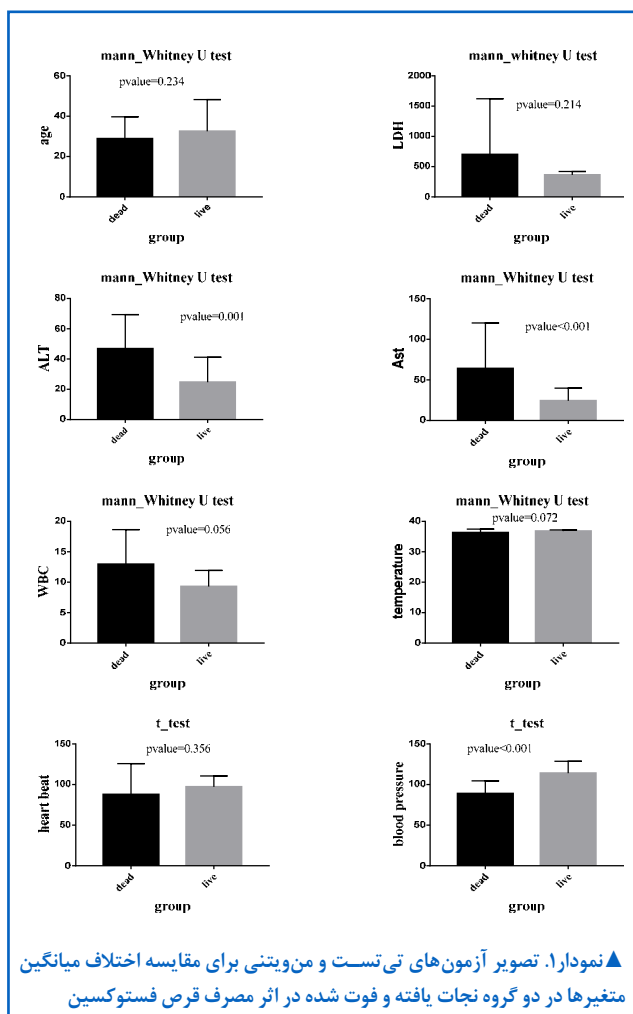 mann_Whitney U test
pvalue=0.234
60
40
20
0
age
dead
live
group
mann_whitney U test
pvalue=0.214
2000
1500
1000
500
0
LDH
dead
live
group
mann_Whitney U test
pvalue=0.001
80
60
40
20
0
ALT
dead
live
group
mann_Whitney U test
pvalue<0.001
150
100
50
0
Ast
dead
live
group
mann_Whitney U test
pvalue=0.056
20
15
10
5
0
WBC
dead
live
group
mann_Whitney U test
pvalue=0.072
40
30
20
10
0
temperature
dead
live
group
t_test
pvalue=0.356
150
100
50
0
heart beat
dead
live
group
t_test
pvalue<0.001
150
100
50
0
blood pressure
dead
live
group
▲نمودار۱. تصویر آزمون‌های تی‌تست و من‌ویتنی برای مقایسه اختلاف میانگین
متغیرها در دو گروه نجات یافته و فوت شده در اثر مصرف قرص فستوکسین